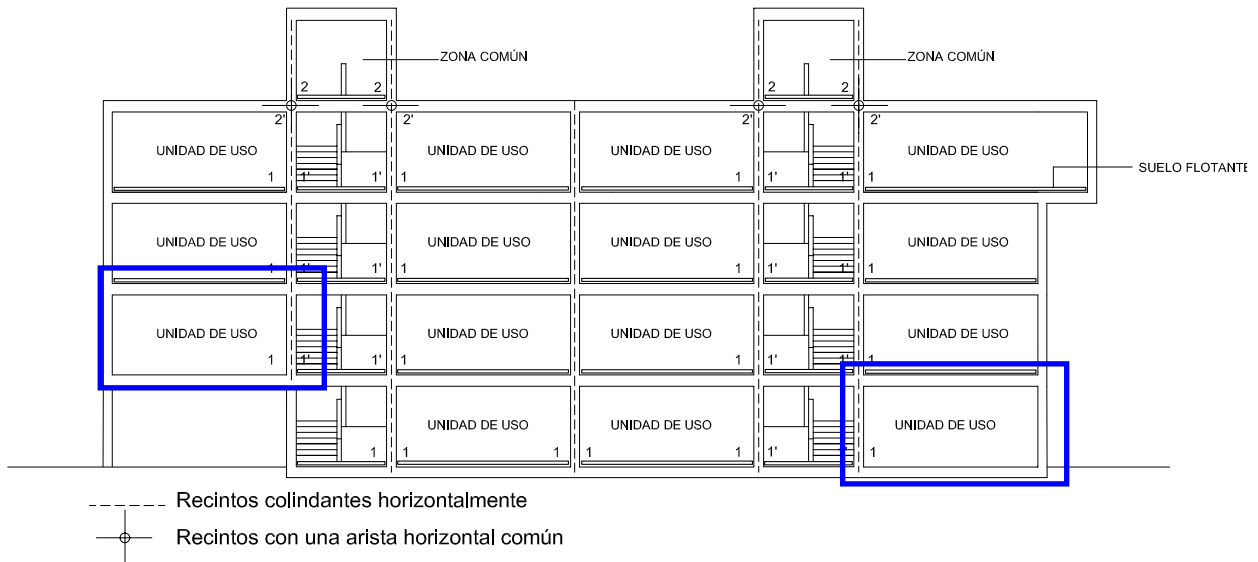 ZONA COMÚN ZONA COMÚN
2 2 2 2
2' 2' 2' 2'
UNIDAD DE USO UNIDAD DE USO UNIDAD DE USO UNIDAD DE USO
SUELO FLOTANTE
1 1' 1' 1 1 1' 1' 1
UNIDAD DE USO UNIDAD DE USO UNIDAD DE USO UNIDAD DE USO
1 1' 1' 1 1 1' 1' 1
UNIDAD DE USO UNIDAD DE USO UNIDAD DE USO UNIDAD DE USO
1 1' 1' 1 1 1' 1' 1
UNIDAD DE USO UNIDAD DE USO UNIDAD DE USO
1 1 1 1 1 1' 1' 1
Recintos colindantes horizontalmente
Recintos con una arista horizontal común